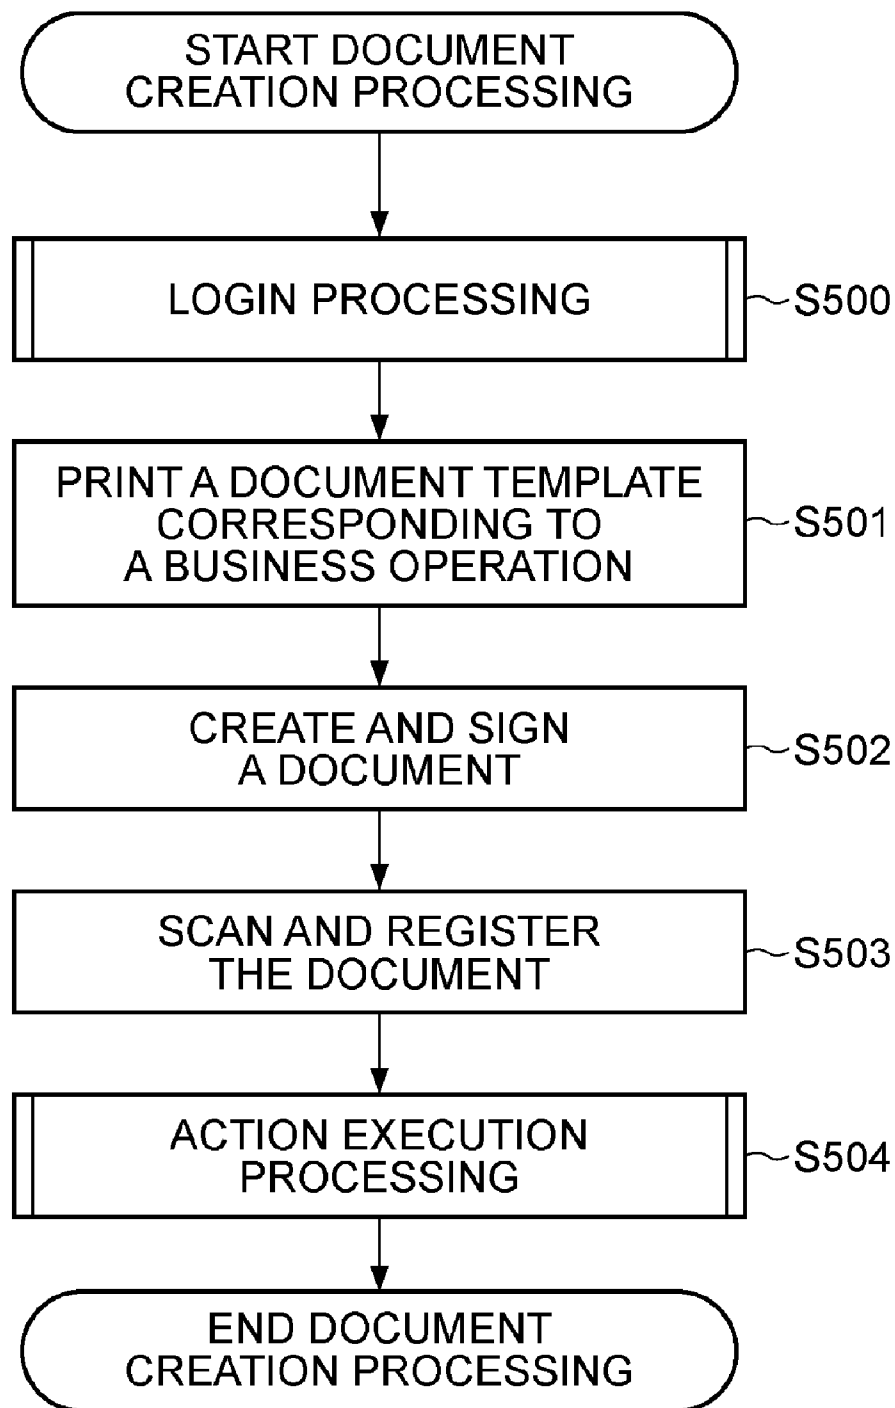 START DOCUMENT
CREATION PROCESSING
LOGIN PROCESSING
S500
PRINT A DOCUMENT TEMPLATE
CORRESPONDING TO
A BUSINESS OPERATION
S501
CREATE AND SIGN
A DOCUMENT
S502
SCAN AND REGISTER
THE DOCUMENT
S503
ACTION EXECUTION
PROCESSING
S504
END DOCUMENT
CREATION PROCESSING